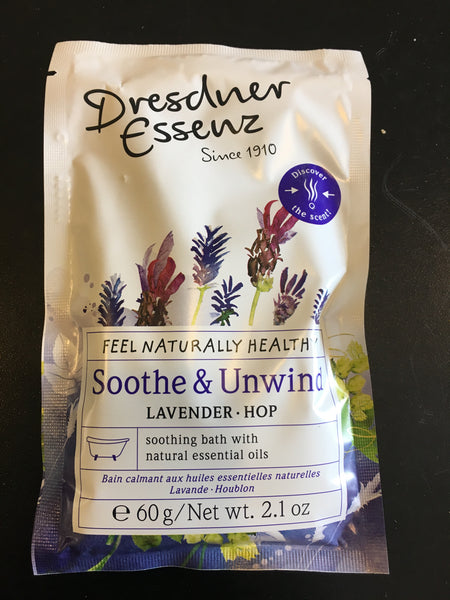 Dresdner
Essenz
Since 1910
Discover
the scent!
FEEL NATURALLY HEALTHY
Soothe & Unwind
LAVENDER · HOP
soothing bath with
natural essential oils
Bain calmant aux huiles essentielles naturelles
Lavande · Houblon
℮ 60 g/Net wt. 2.1 oz